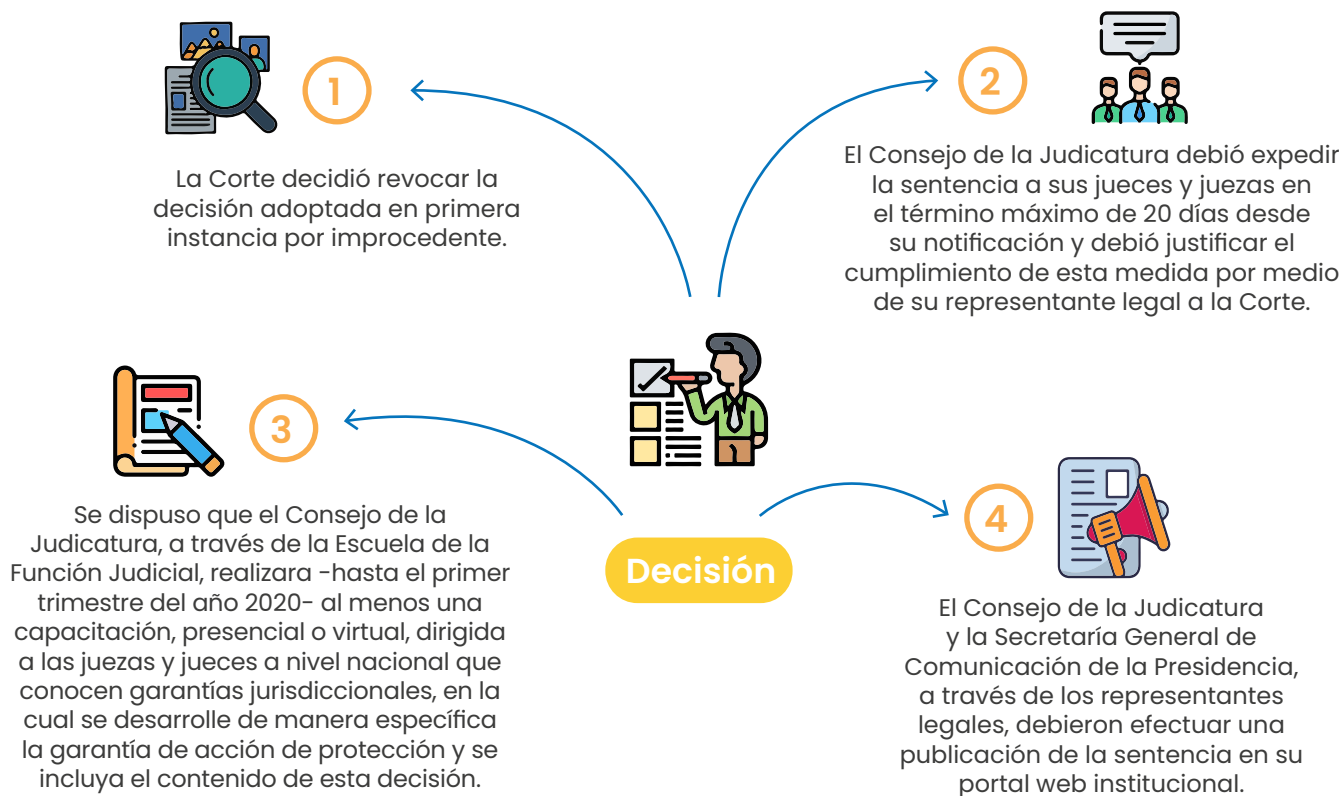 1
La Corte decidió revocar la
decisión adoptada en primera
instancia por improcedente.
2
El Consejo de la Judicatura debió expedir
la sentencia a sus jueces y juezas en
el término máximo de 20 días desde
su notificación y debió justificar el
cumplimiento de esta medida por medio
de su representante legal a la Corte.
3
Se dispuso que el Consejo de la
Judicatura, a través de la Escuela de la
Función Judicial, realizara -hasta el primer
trimestre del año 2020- al menos una
capacitación, presencial o virtual, dirigida
a las juezas y jueces a nivel nacional que
conocen garantías jurisdiccionales, en la
cual se desarrolle de manera específica
la garantía de acción de protección y se
incluya el contenido de esta decisión.
Decisión
4
El Consejo de la Judicatura
y la Secretaría General de
Comunicación de la Presidencia,
a través de los representantes
legales, debieron efectuar una
publicación de la sentencia en su
portal web institucional.